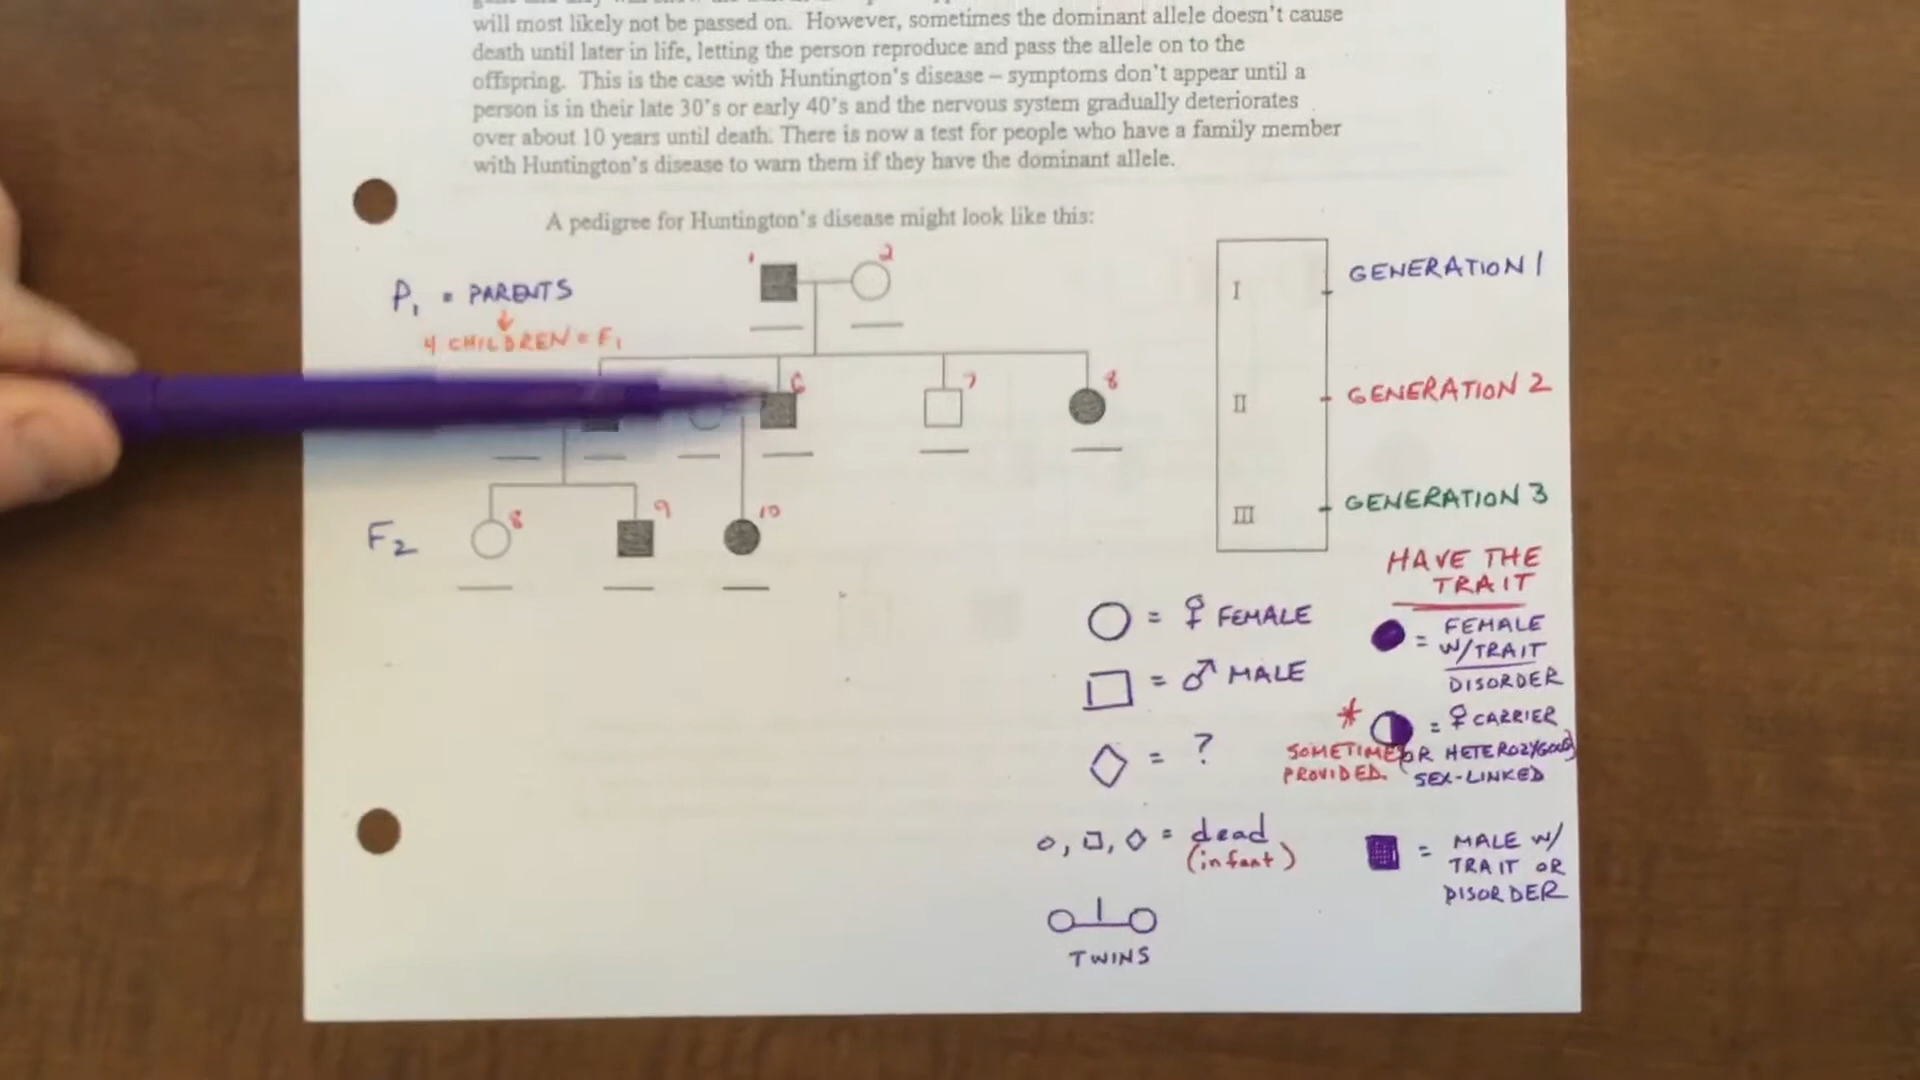 will most likely not be passed on. However, sometimes the dominant allele doesn't cause
death until later in life, letting the person reproduce and pass the allele on to the
offspring. This is the case with Huntington's disease – symptoms don't appear until a
person is in their late 30's or early 40's and the nervous system gradually deteriorates
over about 10 years until death. There is now a test for people who have a family member
with Huntington's disease to warn them if they have the dominant allele.
A pedigree for Huntington's disease might look like this:
1 2
P1 = PARENTS
4 CHILDREN = F1
6 7 8
F2
8 9 10
I GENERATION 1
II GENERATION 2
III GENERATION 3
HAVE THE
TRAIT
= ♀ FEMALE
= ♂ MALE
= ?
, , = dead
(infant)
TWINS
= FEMALE
W/TRAIT
DISORDER
* = ♀ CARRIER
OR HETEROZYGOUS
SEX-LINKED
SOMETIMES
PROVIDED.
= MALE W/
TRAIT OR
DISORDER